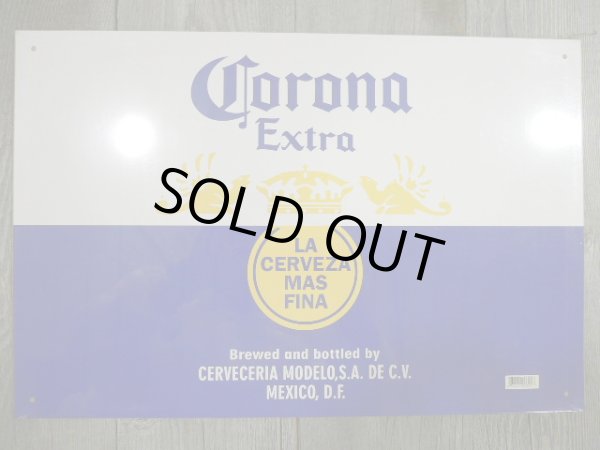 Corona
Extra
SOLD OUT
LA
CERVEZA
MAS
FINA
Brewed and bottled by
CERVECERIA MODELO,S.A. DE C.V.
MEXICO, D.F.